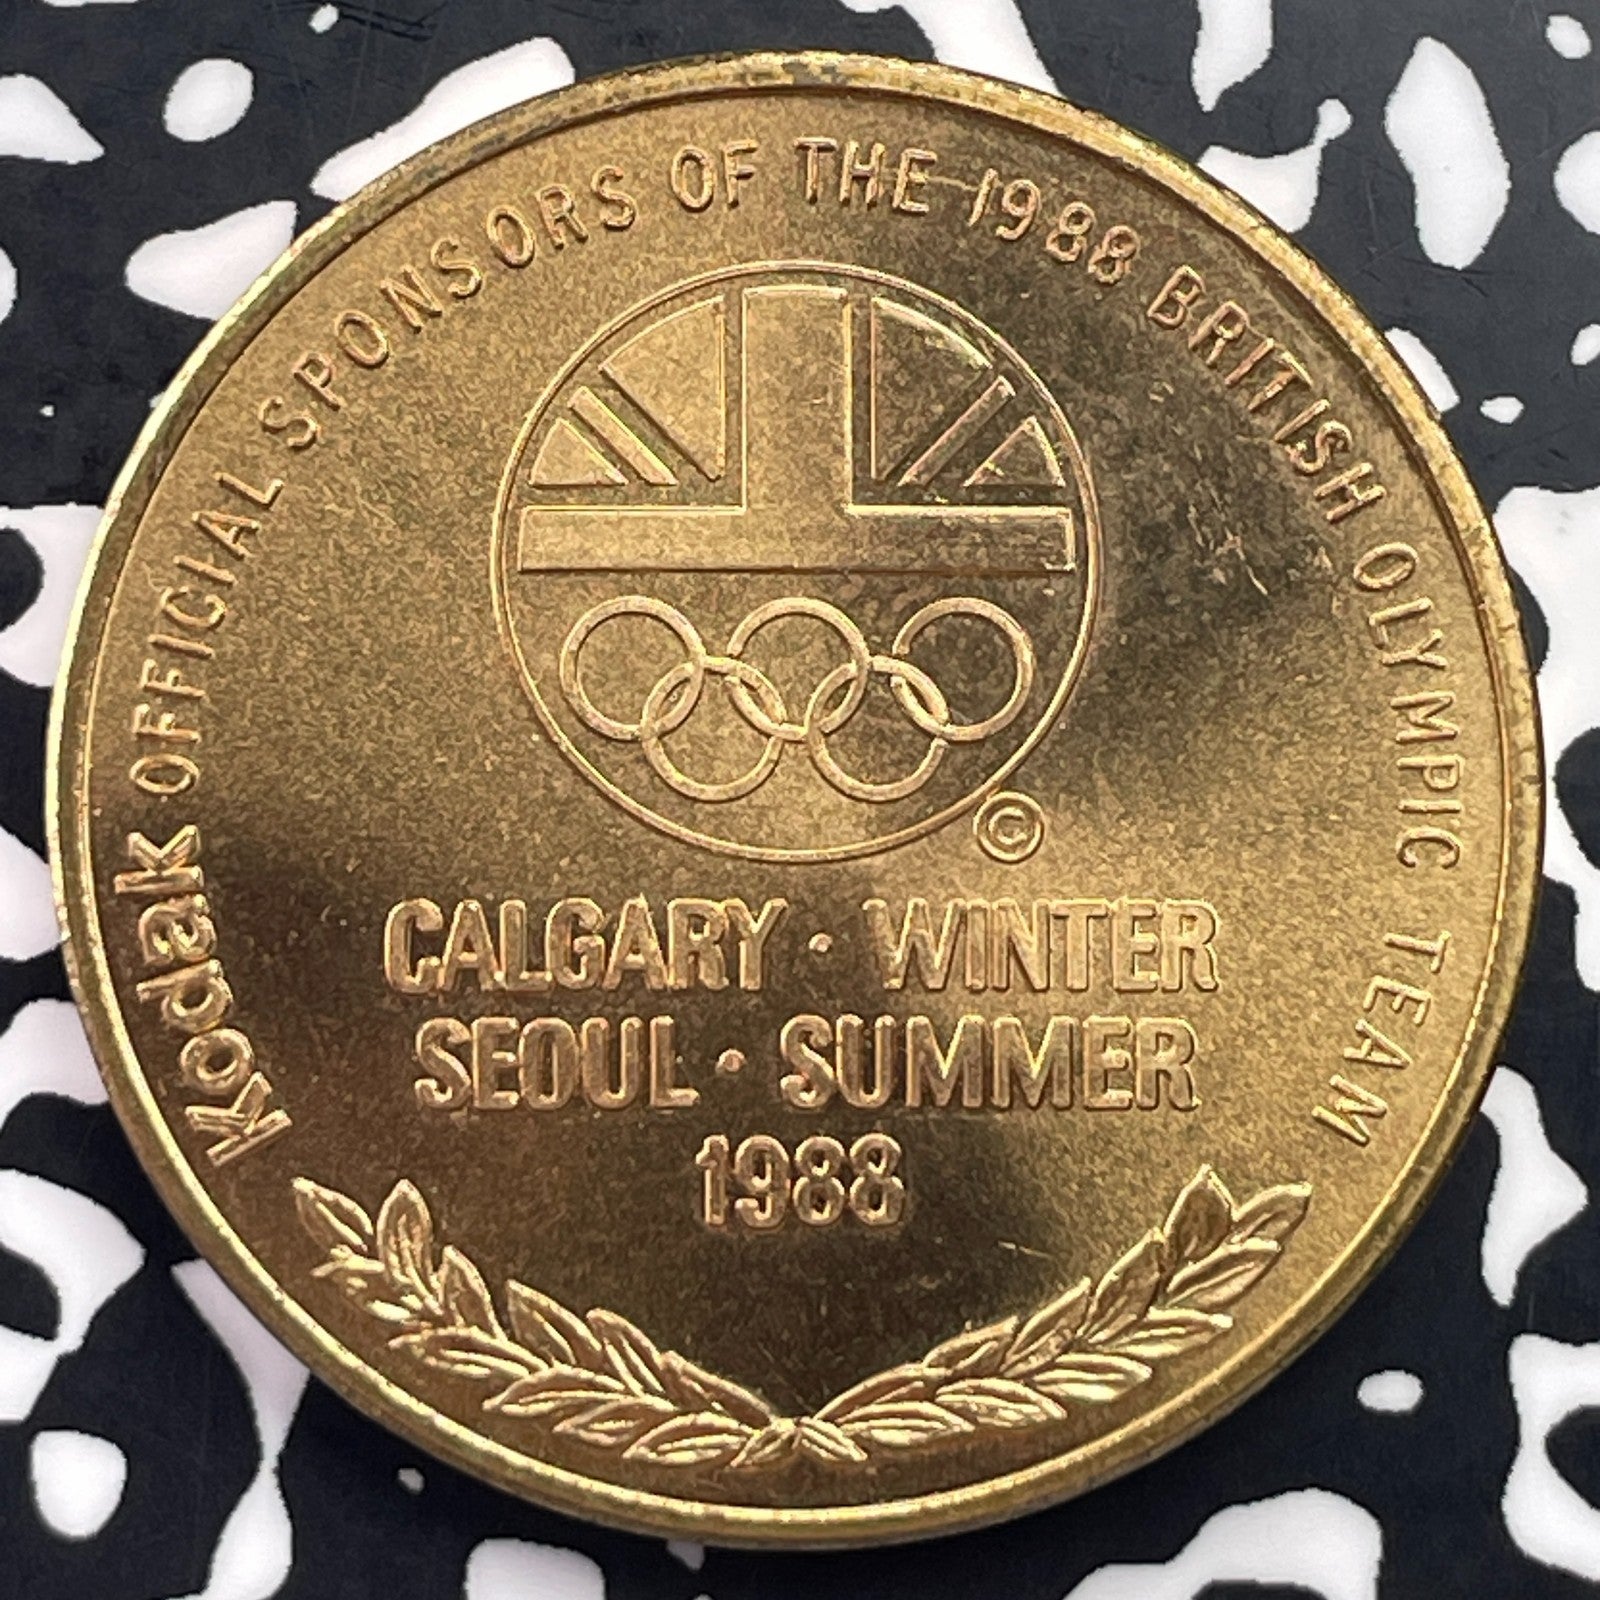 Kodak OFFICIAL SPONSORS OF THE 1988 BRITISH OLYMPIC TEAM
©
CALGARY · WINTER
SEOUL · SUMMER
1988